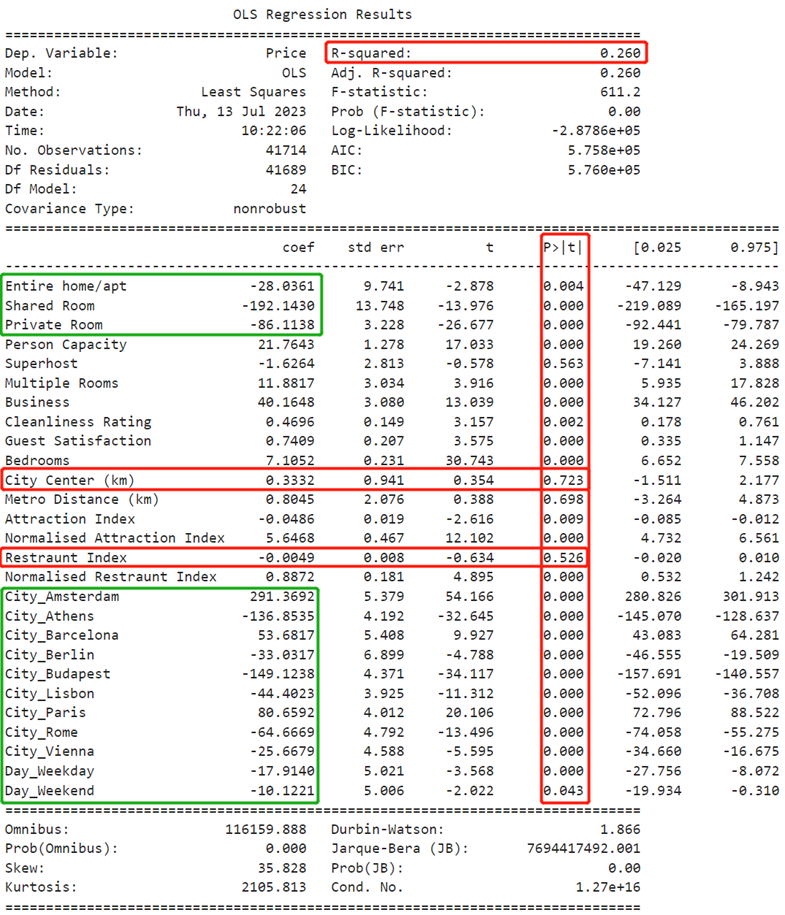 OLS Regression Results
==============================================================================
Dep. Variable: Price R-squared: 0.260
Model: OLS Adj. R-squared: 0.260
Method: Least Squares F-statistic: 611.2
Date: Thu, 13 Jul 2023 Prob (F-statistic): 0.00
Time: 10:22:06 Log-Likelihood: -2.8786e+05
No. Observations: 41714 AIC: 5.758e+05
Df Residuals: 41689 BIC: 5.760e+05
Df Model: 24
Covariance Type: nonrobust
==============================================================================
coef std err t P>|t| [0.025 0.975]
------------------------------------------------------------------------------
Entire home/apt -28.0361 9.741 -2.878 0.004 -47.129 -8.943
Shared Room -192.1430 13.748 -13.976 0.000 -219.089 -165.197
Private Room -86.1138 3.228 -26.677 0.000 -92.441 -79.787
Person Capacity 21.7643 1.278 17.033 0.000 19.260 24.269
Superhost -1.6264 2.813 -0.578 0.563 -7.141 3.888
Multiple Rooms 11.8817 3.034 3.916 0.000 5.935 17.828
Business 40.1648 3.080 13.039 0.000 34.127 46.202
Cleanliness Rating 0.4696 0.149 3.157 0.002 0.178 0.761
Guest Satisfaction 0.7409 0.207 3.575 0.000 0.335 1.147
Bedrooms 7.1052 0.231 30.743 0.000 6.652 7.558
City Center (km) 0.3332 0.941 0.354 0.723 -1.511 2.177
Metro Distance (km) 0.8045 2.076 0.388 0.698 -3.264 4.873
Attraction Index -0.0486 0.019 -2.616 0.009 -0.085 -0.012
Normalised Attraction Index 5.6468 0.467 12.102 0.000 4.732 6.561
Restraunt Index -0.0049 0.008 -0.634 0.526 -0.020 0.010
Normalised Restraunt Index 0.8872 0.181 4.895 0.000 0.532 1.242
City_Amsterdam 291.3692 5.379 54.166 0.000 280.826 301.913
City_Athens -136.8535 4.192 -32.645 0.000 -145.070 -128.637
City_Barcelona 53.6817 5.408 9.927 0.000 43.083 64.281
City_Berlin -33.0317 6.899 -4.788 0.000 -46.555 -19.509
City_Budapest -149.1238 4.371 -34.117 0.000 -157.691 -140.557
City_Lisbon -44.4023 3.925 -11.312 0.000 -52.096 -36.708
City_Paris 80.6592 4.012 20.106 0.000 72.796 88.522
City_Rome -64.6669 4.792 -13.496 0.000 -74.058 -55.275
City_Vienna -25.6679 4.588 -5.595 0.000 -34.660 -16.675
Day_Weekday -17.9140 5.021 -3.568 0.000 -27.756 -8.072
Day_Weekend -10.1221 5.006 -2.022 0.043 -19.934 -0.310
==============================================================================
Omnibus: 116159.888 Durbin-Watson: 1.866
Prob(Omnibus): 0.000 Jarque-Bera (JB): 7694417492.001
Skew: 35.828 Prob(JB): 0.00
Kurtosis: 2105.813 Cond. No. 1.27e+16
==============================================================================